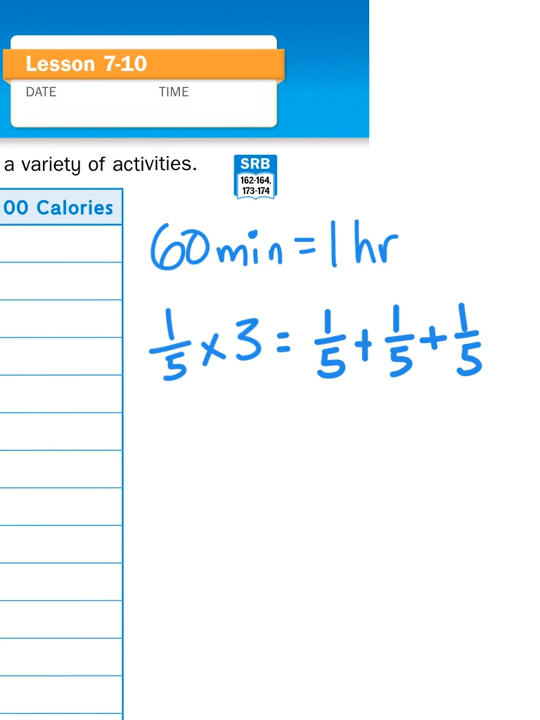 Lesson 7-10
DATE TIME
a variety of activities.
SRB
162-164,
173-174
00 Calories
60 min = 1 hr
1/5 × 3 = 1/5 + 1/5 + 1/5